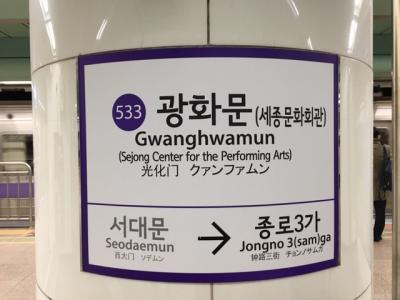 533 광화문(세종문화회관)
Gwanghwamun
(Sejong Center for the Performing Arts)
光化门 クァンファムン
서대문 → 종로3가
Seodaemun Jongno 3(sam)ga
西大门 ソデムン 钟路三街 チョンノサムガ